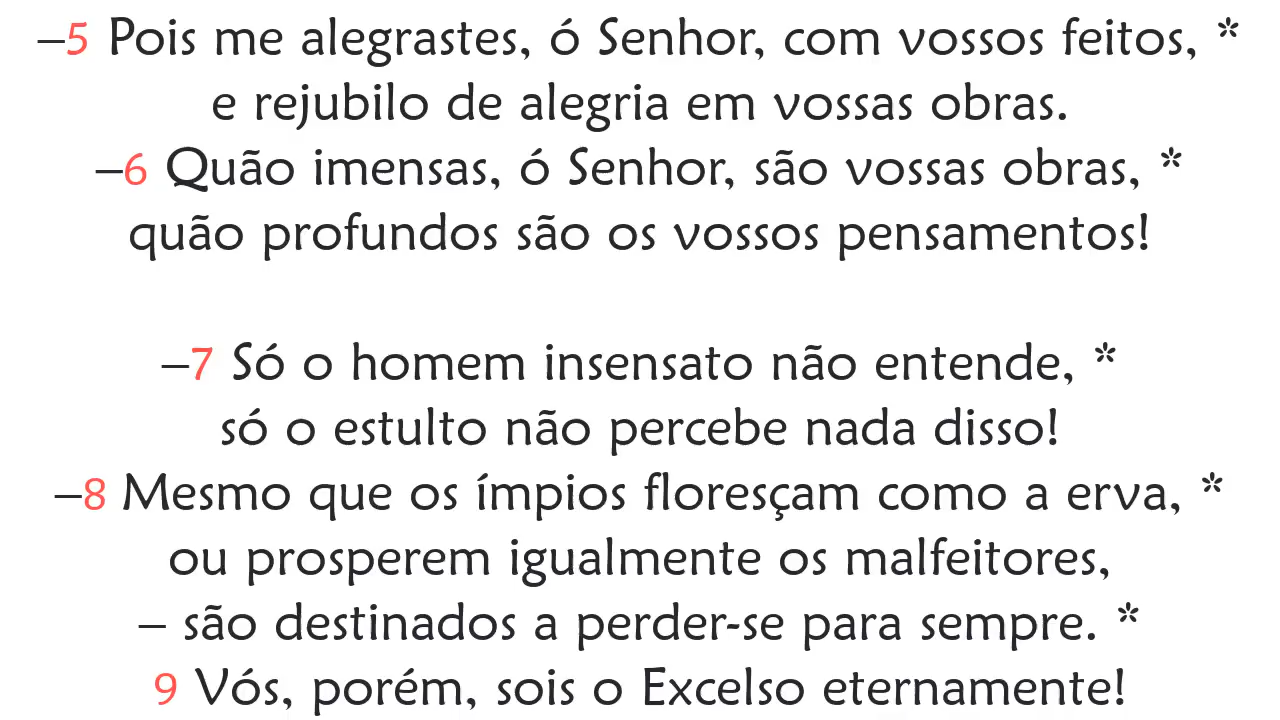 –5 Pois me alegrastes, ó Senhor, com vossos feitos, *
e rejubilo de alegria em vossas obras.
–6 Quão imensas, ó Senhor, são vossas obras, *
quão profundos são os vossos pensamentos!
–7 Só o homem insensato não entende, *
só o estulto não percebe nada disso!
–8 Mesmo que os ímpios floresçam como a erva, *
ou prosperem igualmente os malfeitores,
– são destinados a perder-se para sempre. *
9 Vós, porém, sois o Excelso eternamente!